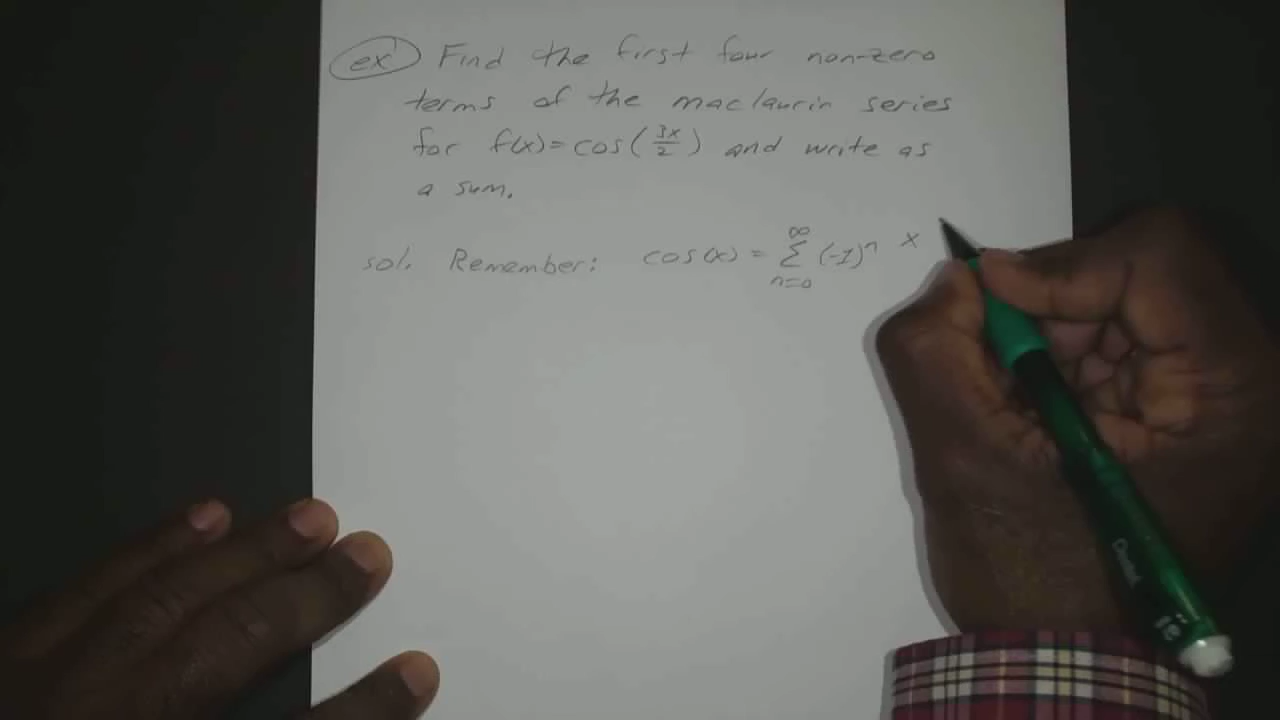 ex Find the first four non-zero
terms of the maclaurin series
for f(x)=cos(3x/2) and write as
a sum.
sol. Remember: cos(x) = ∞∑n=0 (-1)^n x
Pentel